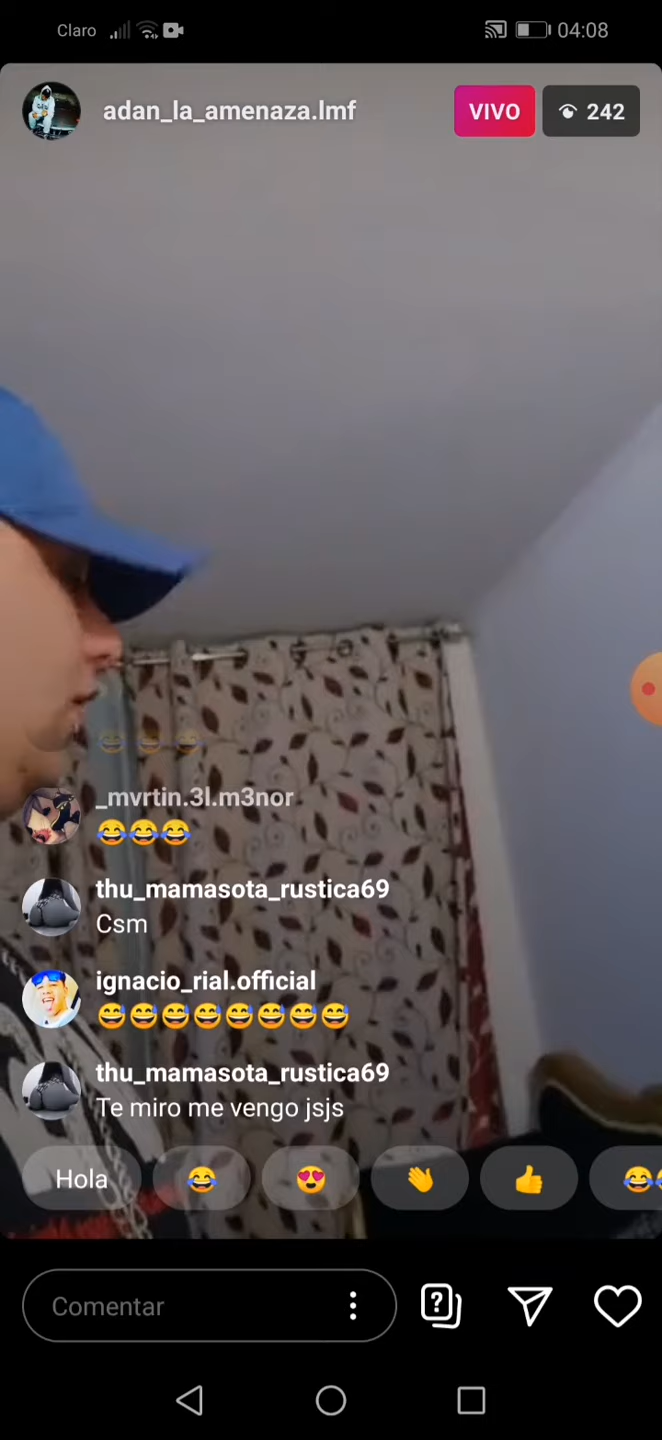 Claro
04:08
adan_la_amenaza.lmf
VIVO
242
😂😂😂
_mvrtin.3l.m3nor
😂😂😂
thu_mamasota_rustica69
Csm
ignacio_rial.official
😅😅😅😅😅😅😅😅
thu_mamasota_rustica69
Te miro me vengo jsjs
Hola 😂 😍 👋 👍 😂
Comentar